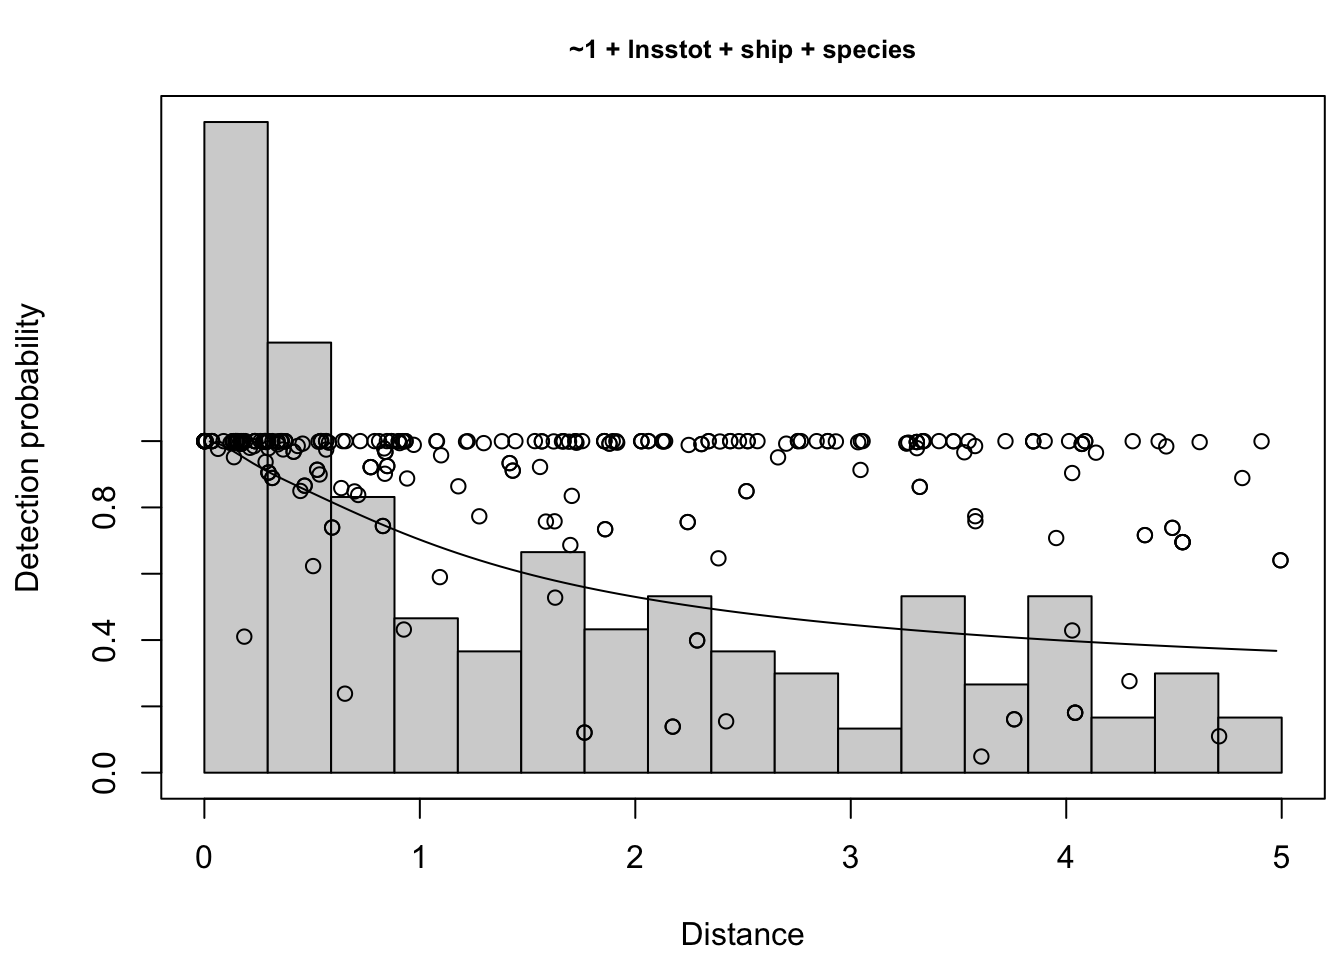 ~1 + lnsstot + ship + species
Detection probability
0.8
0.4
0.0
0 1 2 3 4 5
Distance